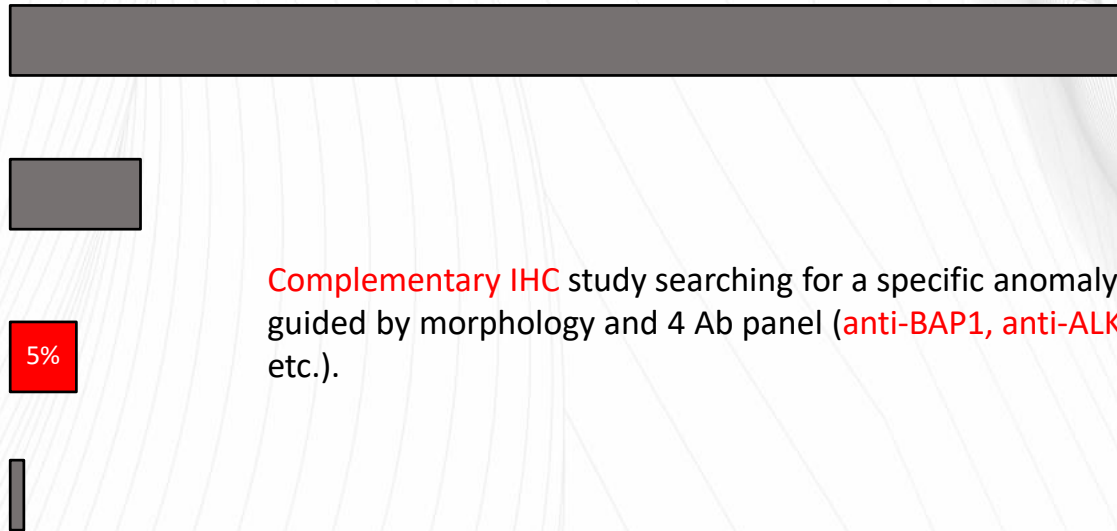 Complementary IHC study searching for a specific anomaly
guided by morphology and 4 Ab panel (anti-BAP1, anti-ALK
5%
etc.).